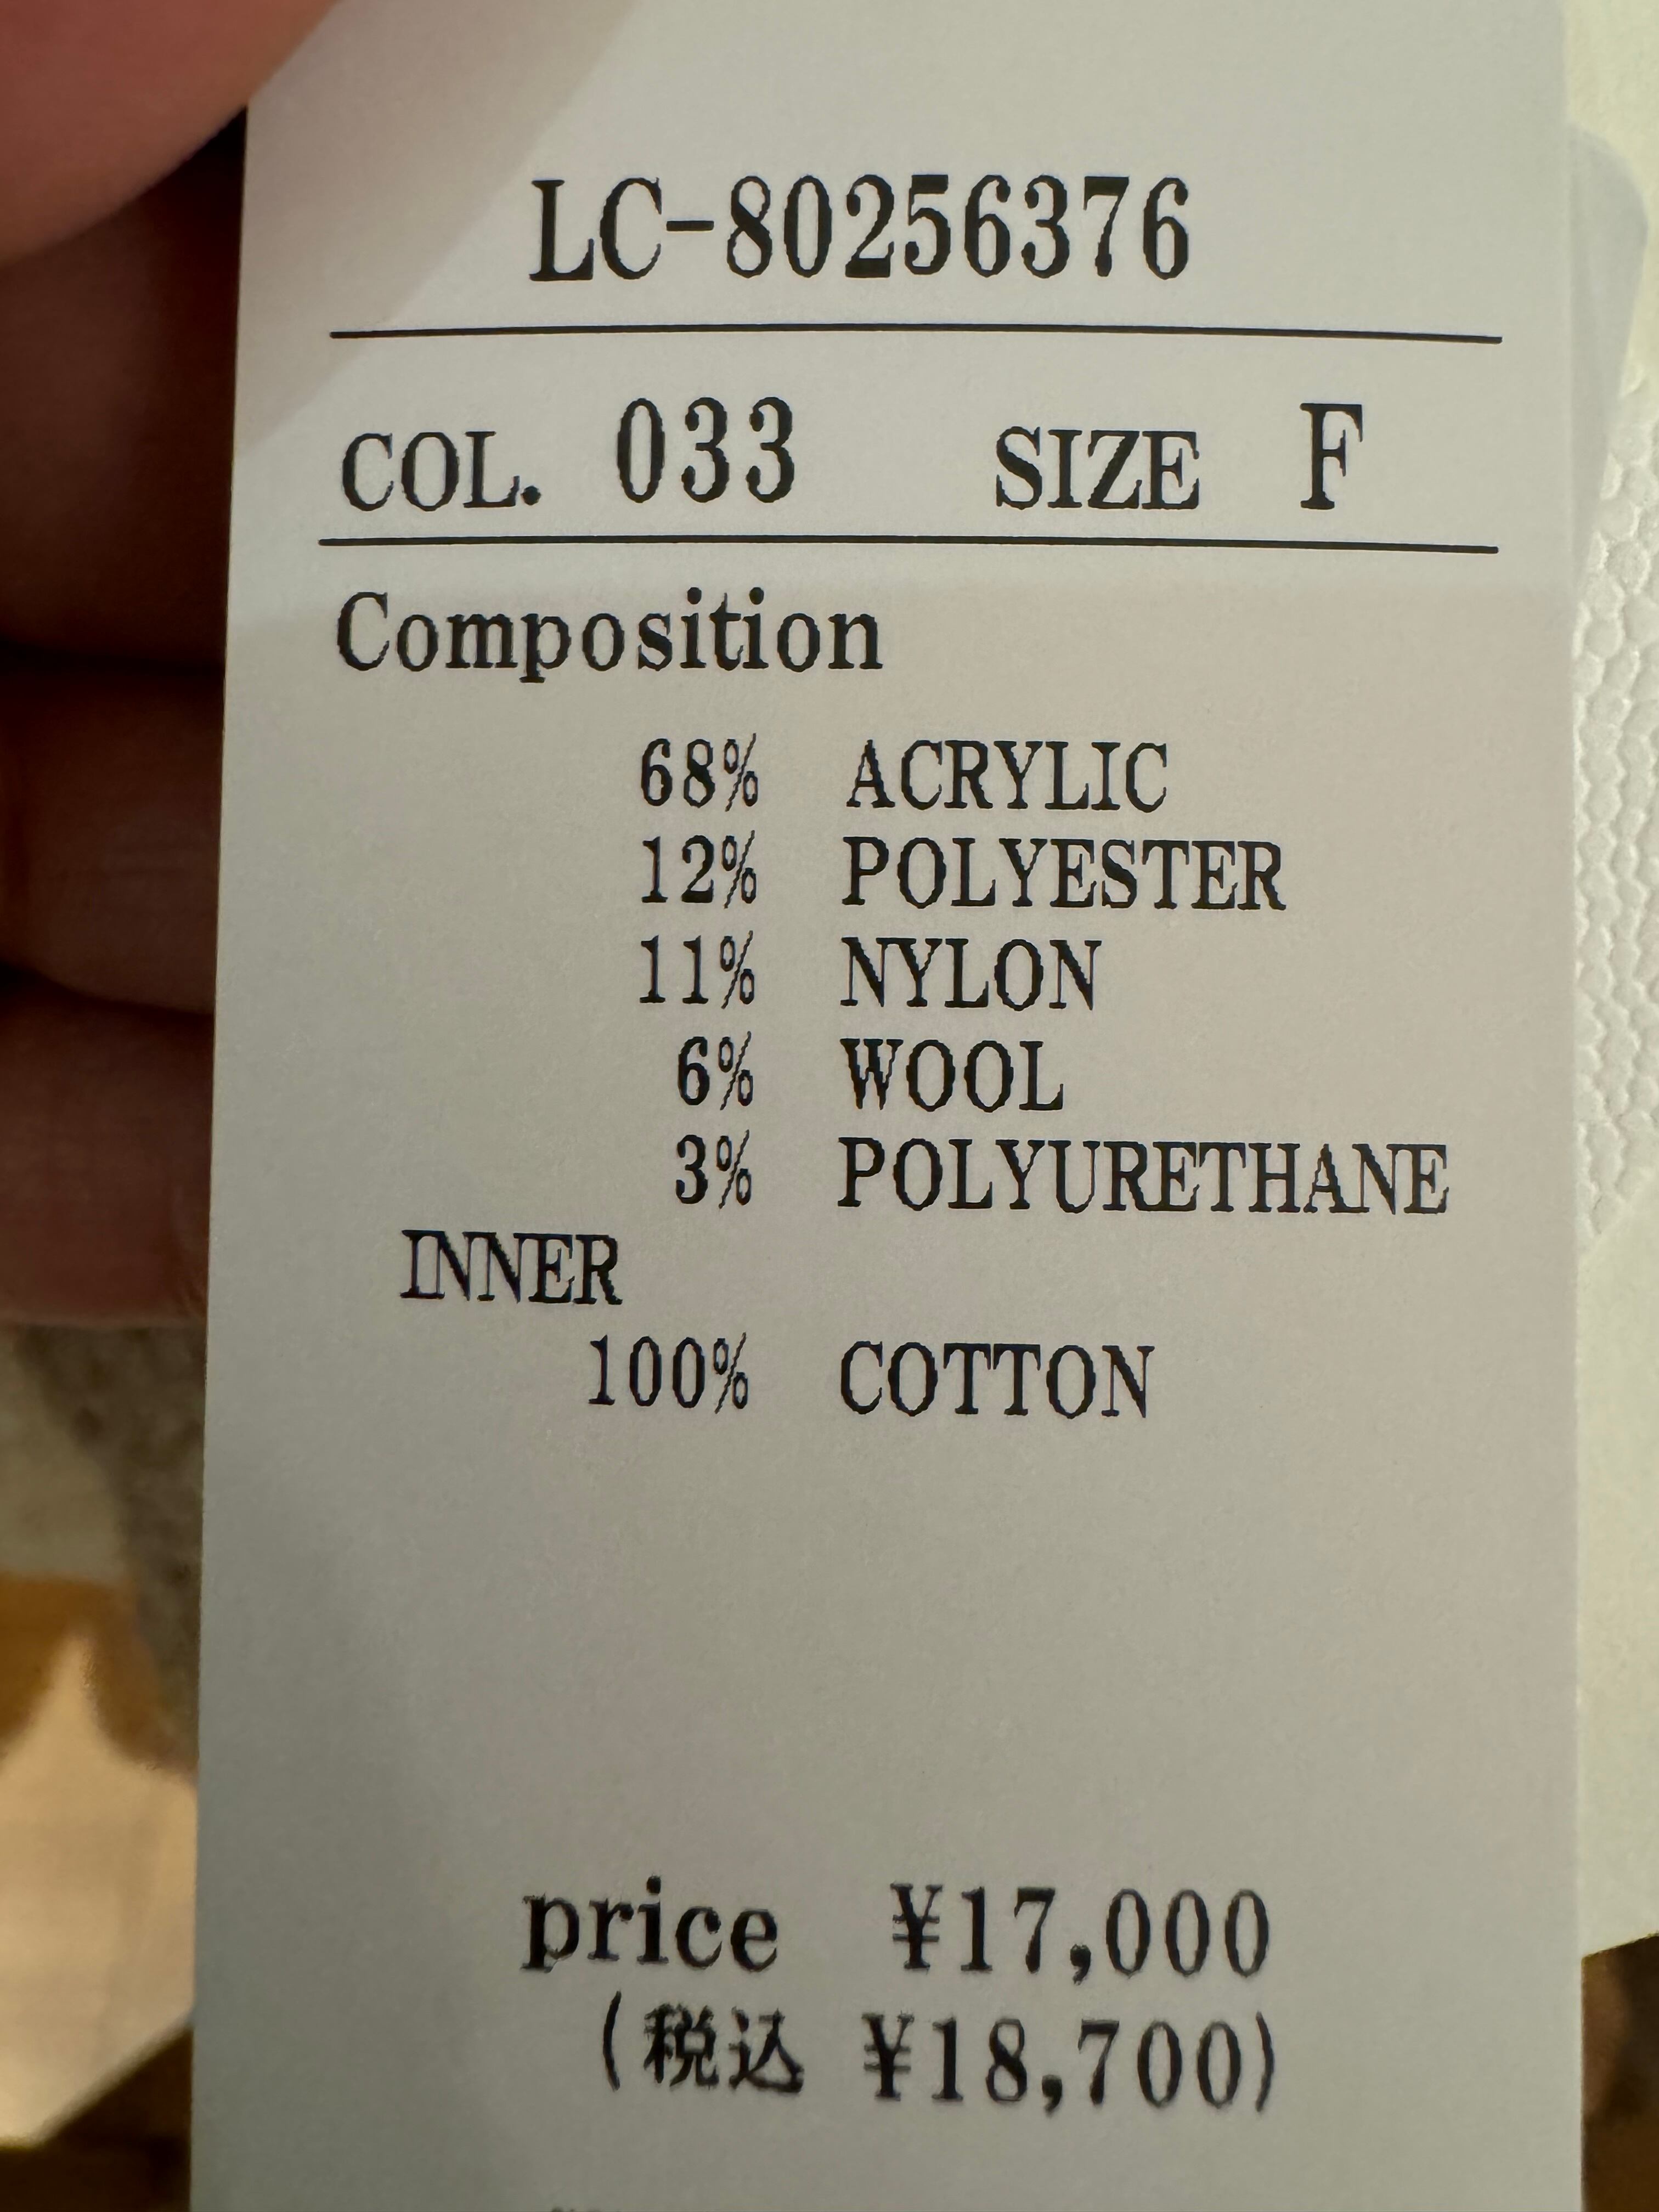 LC-80256376
COL. 033 SIZE F
Composition
68% ACRYLIC
12% POLYESTER
11% NYLON
6% WOOL
3% POLYURETHANE
INNER
100% COTTON
price ¥17,000
(税込 ¥18,700)